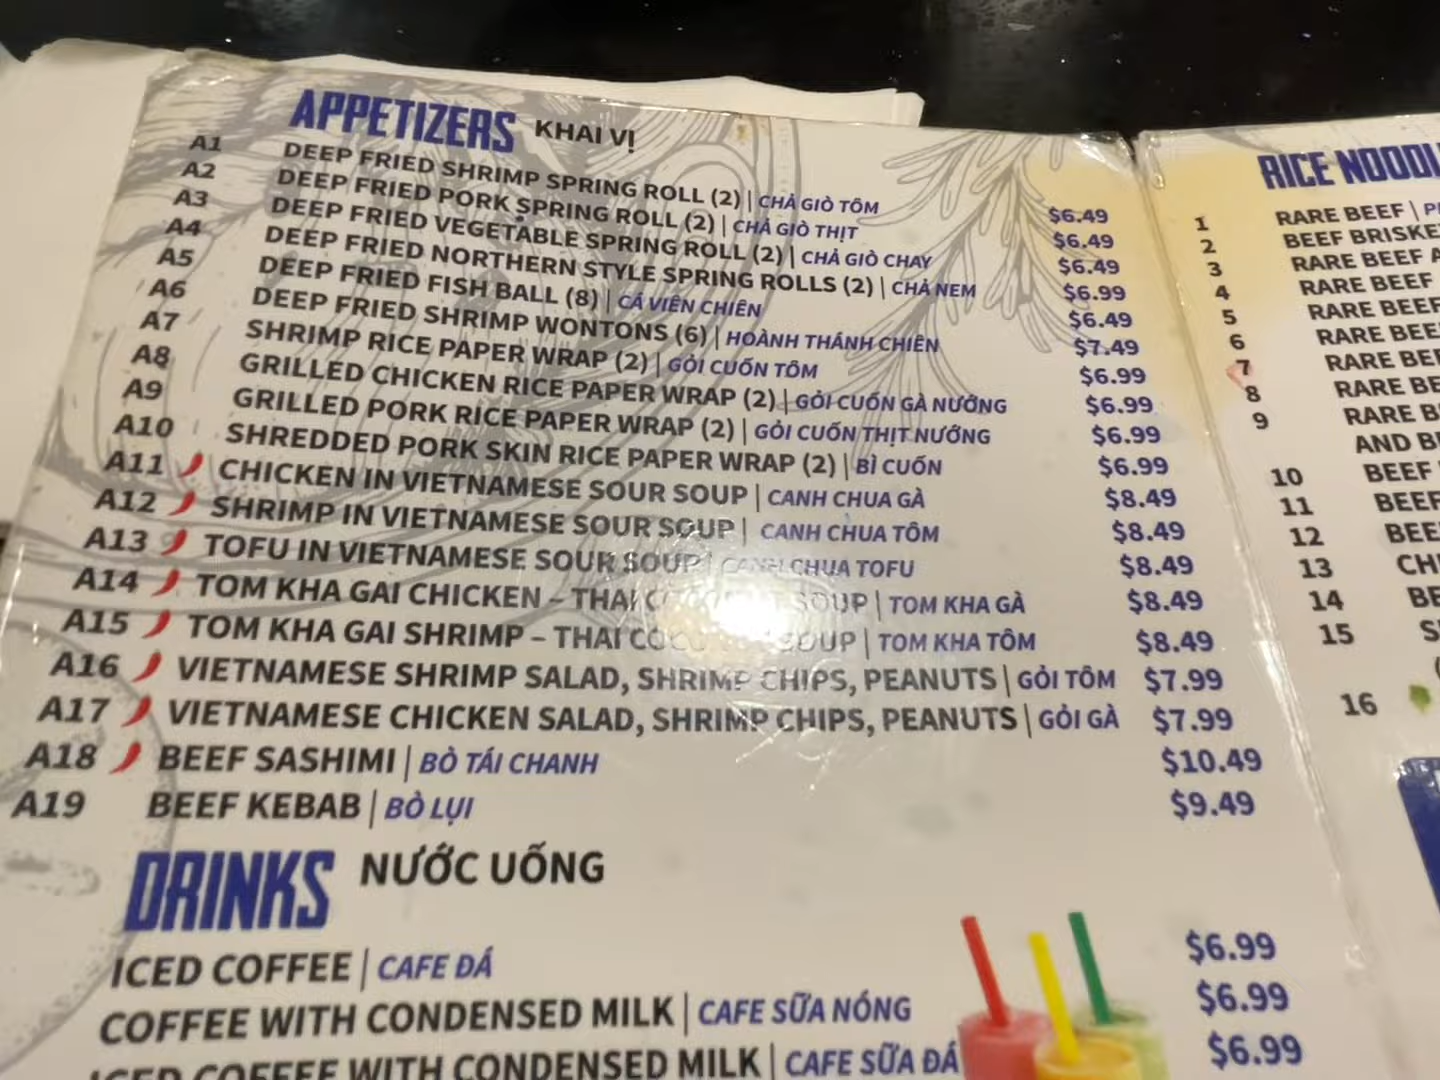 APPETIZERS KHAI VỊ
A1 DEEP FRIED SHRIMP SPRING ROLL (2) | CHẢ GIÒ TÔM $6.49
A2 DEEP FRIED PORK SPRING ROLL (2) | CHẢ GIÒ THỊT $6.49
A3 DEEP FRIED VEGETABLE SPRING ROLL (2) | CHẢ GIÒ CHAY $6.49
A4 DEEP FRIED NORTHERN STYLE SPRING ROLLS (2) | CHẢ NEM $6.99
A5 DEEP FRIED FISH BALL (8) | CÁ VIÊN CHIÊN $6.49
A6 DEEP FRIED SHRIMP WONTONS (6) | HOÀNH THÁNH CHIÊN $7.49
A7 SHRIMP RICE PAPER WRAP (2) | GỎI CUỐN TÔM $6.99
A8 GRILLED CHICKEN RICE PAPER WRAP (2) | GỎI CUỐN GÀ NƯỚNG $6.99
A9 GRILLED PORK RICE PAPER WRAP (2) | GỎI CUỐN THỊT NƯỚNG $6.99
A10 SHREDDED PORK SKIN RICE PAPER WRAP (2) | BÌ CUỐN $6.99
A11 CHICKEN IN VIETNAMESE SOUR SOUP | CANH CHUA GÀ $8.49
A12 SHRIMP IN VIETNAMESE SOUR SOUP | CANH CHUA TÔM $8.49
A13 TOFU IN VIETNAMESE SOUR SOUP | CANH CHUA TOFU $8.49
A14 TOM KHA GAI CHICKEN – THAI SOUP | TOM KHA GÀ $8.49
A15 TOM KHA GAI SHRIMP – THAI SOUP | TOM KHA TÔM $8.49
A16 VIETNAMESE SHRIMP SALAD, SHRIMP CHIPS, PEANUTS | GỎI TÔM $7.99
A17 VIETNAMESE CHICKEN SALAD, SHRIMP CHIPS, PEANUTS | GỎI GÀ $7.99
A18 BEEF SASHIMI | BÒ TÁI CHANH $10.49
A19 BEEF KEBAB | BÒ LỤI $9.49
DRINKS NƯỚC UỐNG
ICED COFFEE | CAFE ĐÁ $6.99
COFFEE WITH CONDENSED MILK | CAFE SỮA NÓNG $6.99
ICED COFFEE WITH CONDENSED MILK | CAFE SỮA ĐÁ $6.99
RICE
1 RARE BEEF |
2 BEEF
3 RARE BEEF
4 RARE BEEF
5 RARE BEEF
6 RARE
7 RARE
8 RARE
9 RARE
AND
10 BEEF
11 BEEF
12
13
14
15
16